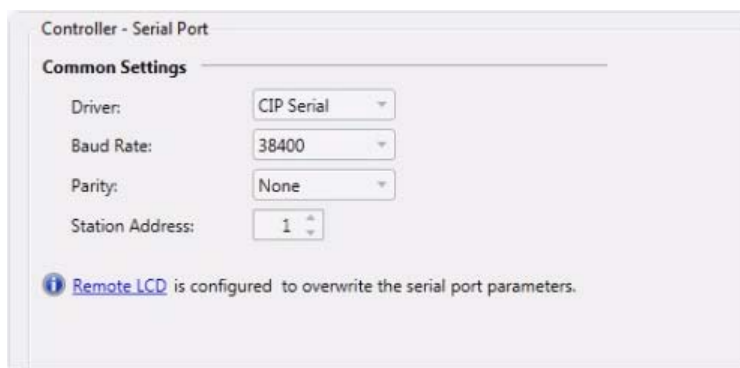 Controller - Serial Port
Common Settings
Driver: CIP Serial
Baud Rate: 38400
Parity: None
Station Address: 1
Remote LCD is configured to overwrite the serial port parameters.